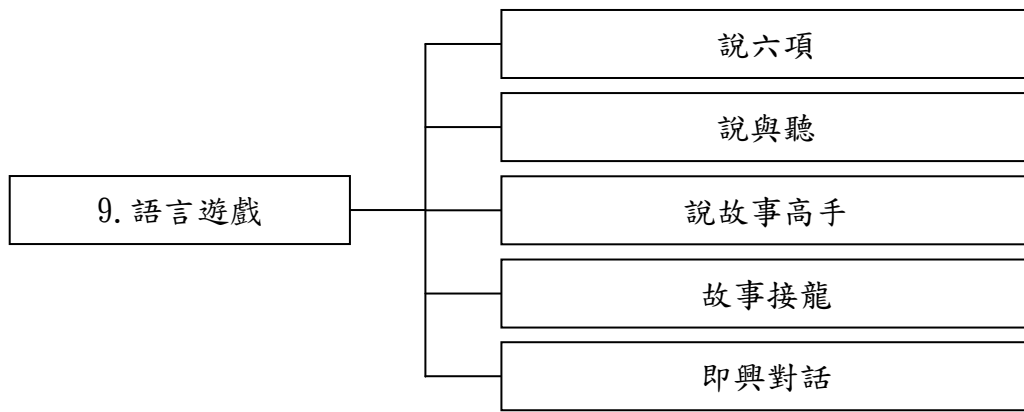 9.語言遊戲
說六項
說與聽
說故事高手
故事接龍
即興對話